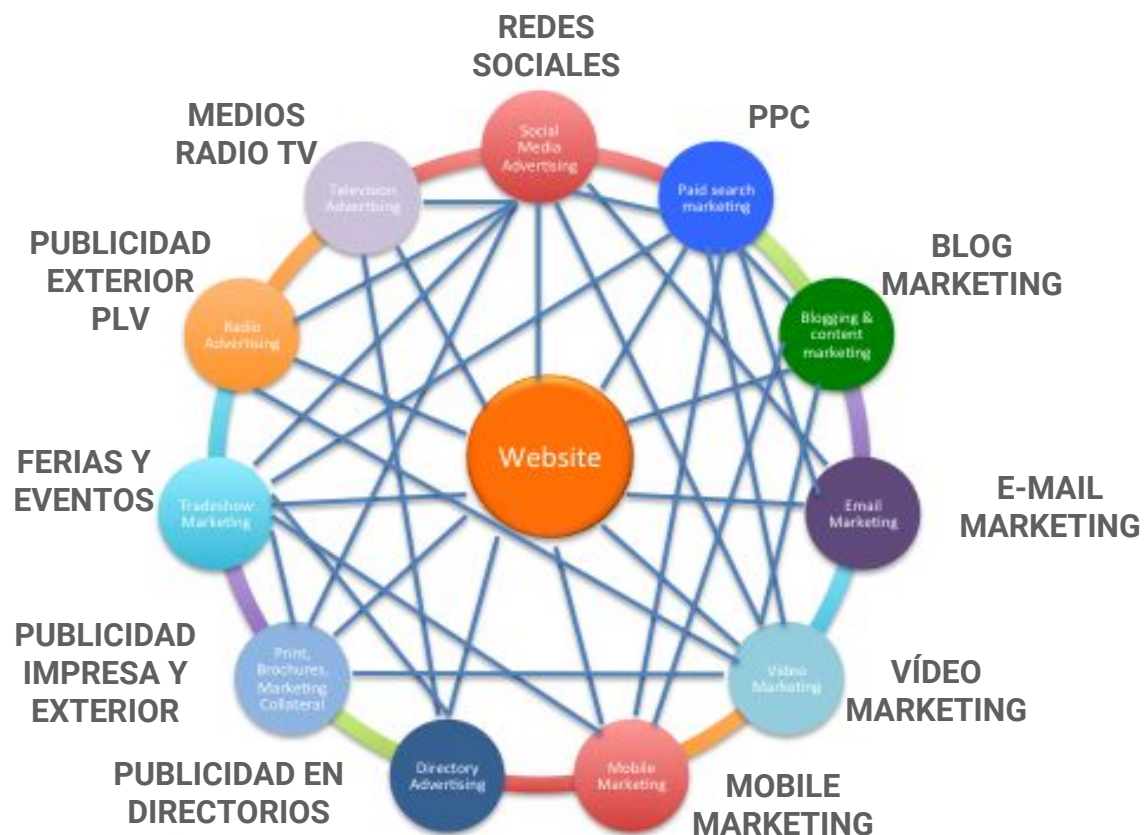 REDES
SOCIALES
MEDIOS
RADIO TV
PPC
PUBLICIDAD
EXTERIOR
PLV
BLOG
MARKETING
FERIAS Y
EVENTOS
E-MAIL
MARKETING
PUBLICIDAD
IMPRESA Y
EXTERIOR
VÍDEO
MARKETING
PUBLICIDAD EN
DIRECTORIOS
MOBILE
MARKETING
Social
Media
Advertising
Paid search
marketing
Blogging &
content
marketing
Email
Marketing
Video
Marketing
Mobile
Marketing
Directory
Advertising
Print,
Brochures,
Marketing
Collateral
Tradeshow
Marketing
Radio
Advertising
Television
Advertising
Website